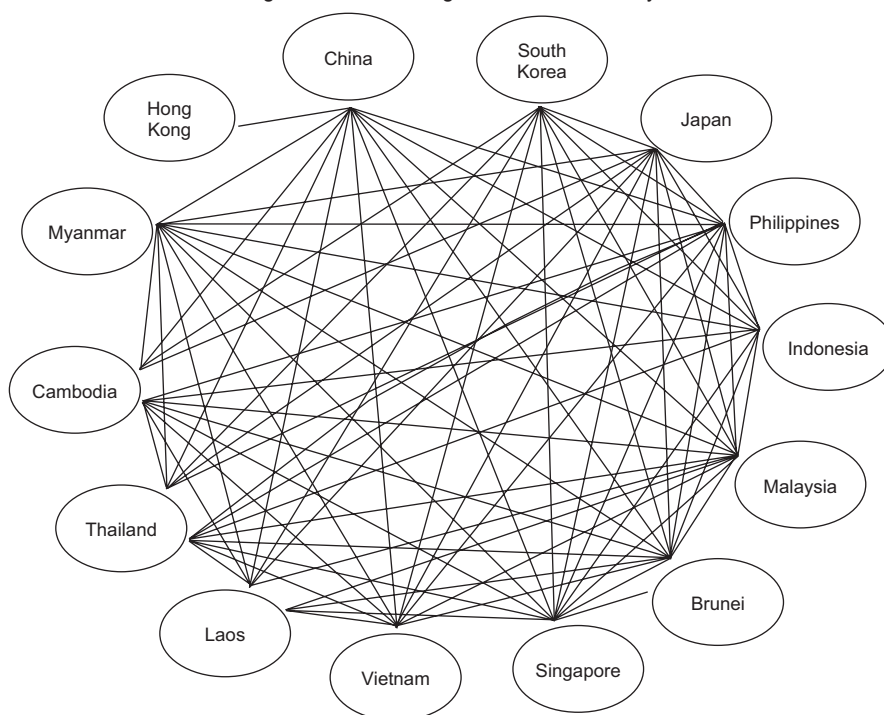 China
South
Korea
Hong
Kong
Japan
Myanmar
Philippines
Indonesia
Cambodia
Malaysia
Thailand
Brunei
Laos
Vietnam
Singapore